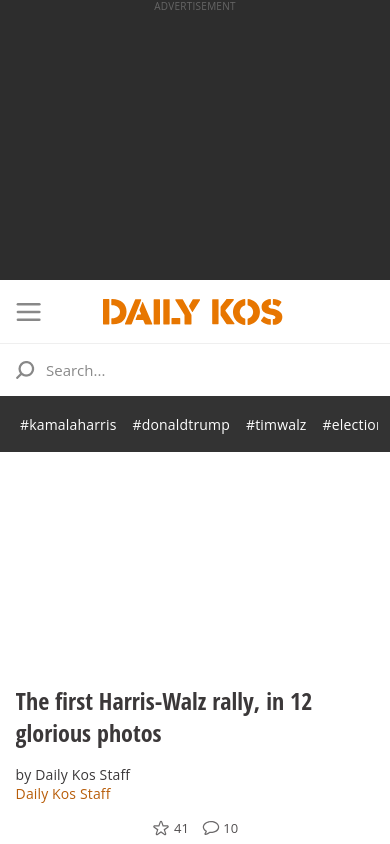 ADVERTISEMENT
DAILY KOS
Search...
#kamalaharris #donaldtrump #timwalz #election
The first Harris-Walz rally, in 12
glorious photos
by Daily Kos Staff
Daily Kos Staff
41 10